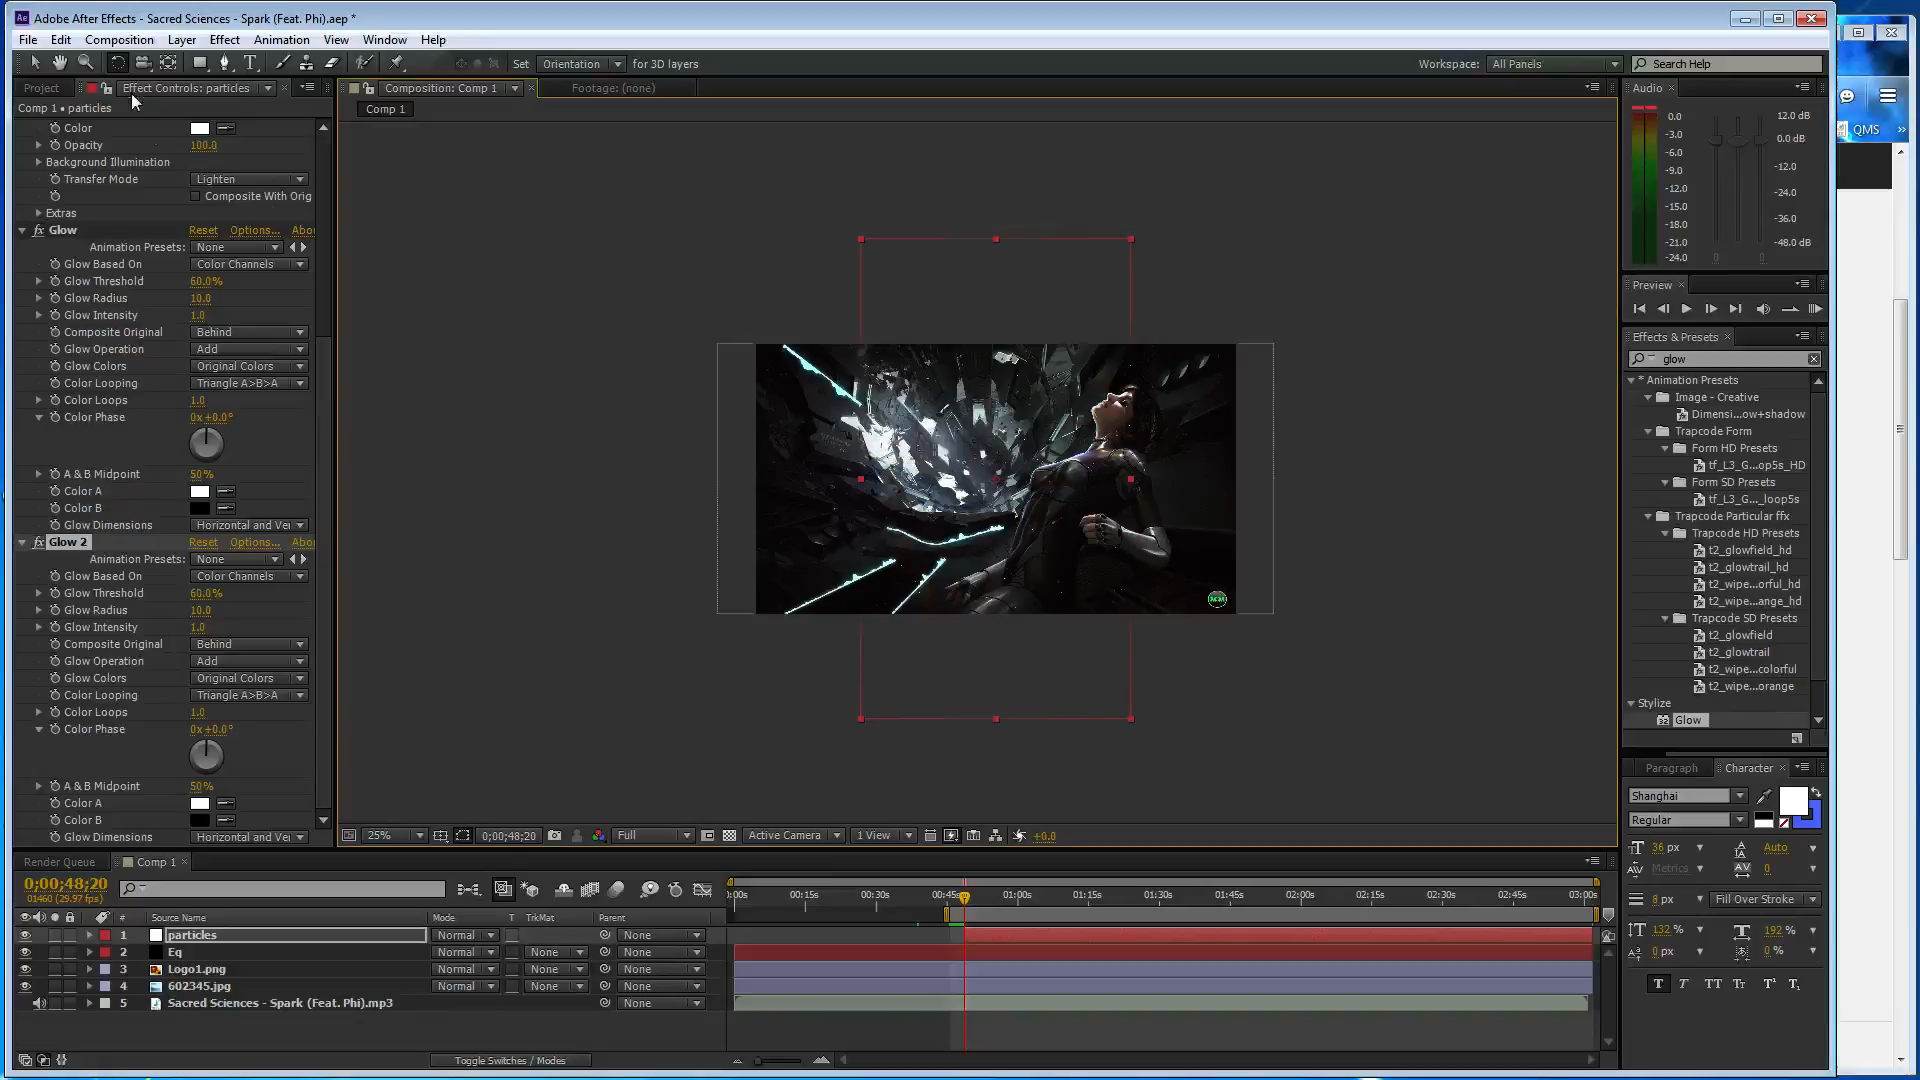 Adobe After Effects - Sacred Sciences - Spark (Feat. Phi).aep *
File Edit Composition Layer Effect Animation View Window Help
Set Orientation for 3D layers Workspace: All Panels Search Help
Project Effect Controls: particles Composition: Comp 1 Footage: (none) Audio
Comp 1 • particles
Comp 1
Color
Opacity 100.0
Background Illumination
Transfer Mode Lighten
Composite With Orig
Extras
Glow Reset Options... Abou
Animation Presets: None
Glow Based On Color Channels
Glow Threshold 60.0%
Glow Radius 10.0
Glow Intensity 1.0
Composite Original Behind
Glow Operation Add
Glow Colors Original Colors
Color Looping Triangle A>B>A
Color Loops 1.0
Color Phase 0x+0.0°
A & B Midpoint 50%
Color A
Color B
Glow Dimensions Horizontal and Ver
Glow 2 Reset Options... Abou
Animation Presets: None
Glow Based On Color Channels
Glow Threshold 60.0%
Glow Radius 10.0
Glow Intensity 1.0
Composite Original Behind
Glow Operation Add
Glow Colors Original Colors
Color Looping Triangle A>B>A
Color Loops 1.0
Color Phase 0x+0.0°
A & B Midpoint 50%
Color A
Color B
Glow Dimensions Horizontal and Ver
25% 0;00;48;20 Full Active Camera 1 View +0.0
0.0 12.0 dB
-3.0 0.0 dB
-6.0
-9.0 -12.0
-12.0
-15.0 -24.0
-18.0 -36.0
-21.0 -48.0 dB
-24.0
QMS »
Preview
Effects & Presets
glow
* Animation Presets
Image - Creative
Dimensi...ow+shadow
Trapcode Form
Form HD Presets
tf_L3_G...op5s_HD
Form SD Presets
tf_L3_G..._loop5s
Trapcode Particular ffx
Trapcode HD Presets
t2_glowfield_hd
t2_glowtrail_hd
t2_wipe...orful_hd
t2_wipe...ange_hd
Trapcode SD Presets
t2_glowfield
t2_glowtrail
t2_wipe...colorful
t2_wipe...orange
Stylize
Glow
Paragraph Character
Shanghai
Regular
36 px Auto
Metrics 0
8 px Fill Over Stroke
132 % 192 %
0 px 0 %
T T TT Tr T¹ T₁
Render Queue Comp 1
0;00;48;20
01460 (29.97 fps)
:00s 00:15s 00:30s 00:45s 01:00s 01:15s 01:30s 01:45s 02:00s 02:15s 02:30s 02:45s 03:00s
# Source Name Mode T TrkMat Parent
1 particles Normal None
2 Eq Normal None None
3 Logo1.png Normal None None
4 602345.jpg Normal None None
5 Sacred Sciences - Spark (Feat. Phi).mp3 None
Toggle Switches / Modes